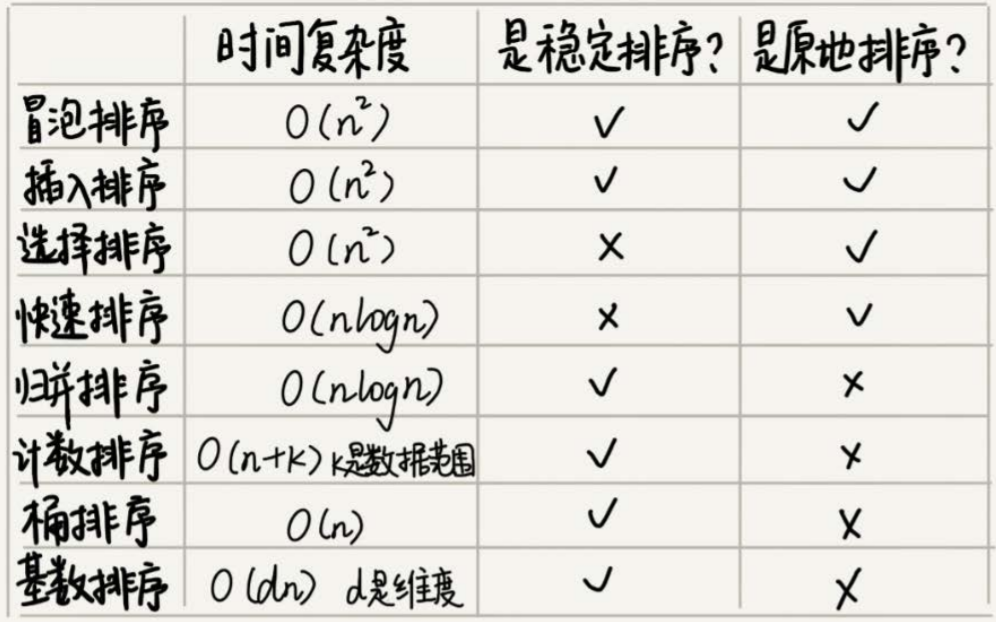 时间复杂度 是稳定排序? 是原地排序?
冒泡排序 O(n²) ✓ ✓
插入排序 O(n²) ✓ ✓
选择排序 O(n²) × ✓
快速排序 O(nlogn) × ✓
归并排序 O(nlogn) ✓ ×
计数排序 O(n+k) k是数据范围 ✓ ×
桶排序 O(n) ✓ ×
基数排序 O(dn) d是维度 ✓ ×